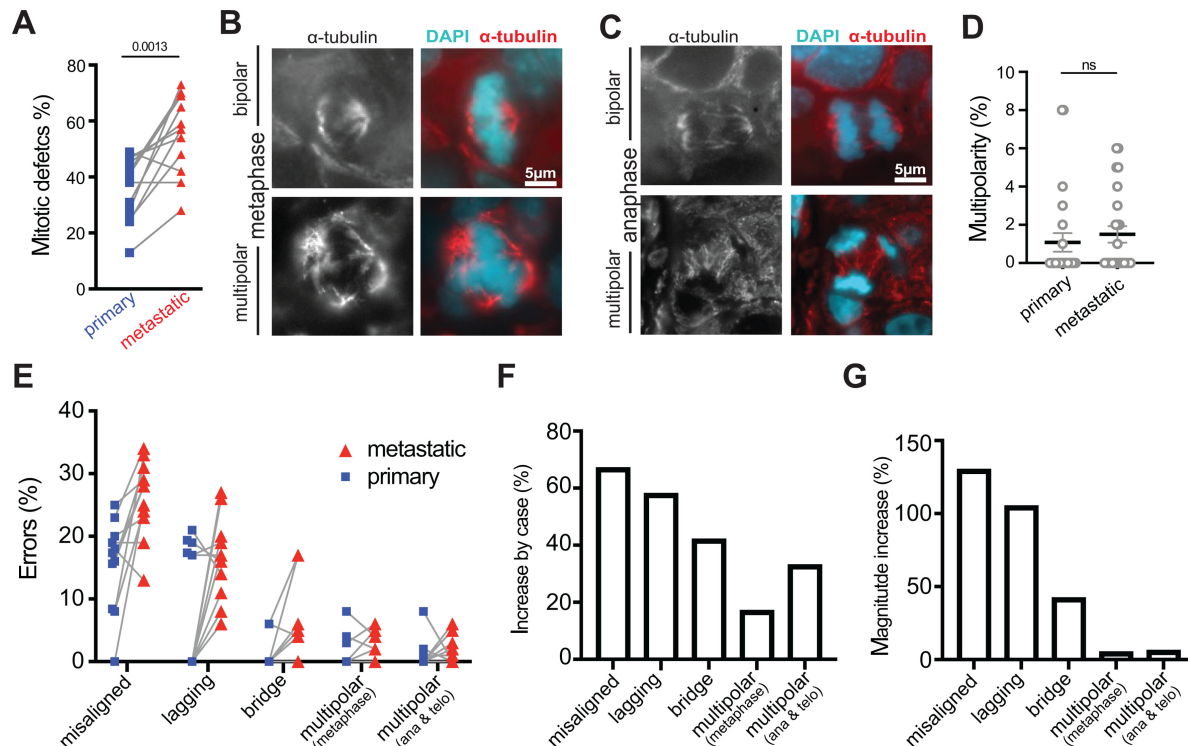 A
0.0013
Mitotic defetcs %)
80
60
40
20
0
primary
metastatic
B
α-tubulin
DAPI α-tubulin
bipolar
metaphase
multipolar
5μm
C
α-tubulin
DAPI α-tubulin
bipolar
anaphase
multipolar
5μm
D
ns
Multipolarity (%)
10
8
6
4
2
0
primary
metastatic
E
Errors (%)
40
30
20
10
0
metastatic
primary
misaligned
lagging
bridge
multipolar
(metaphase)
multipolar
(ana & telo)
F
Increase by case (%)
80
60
40
20
0
misaligned
lagging
bridge
multipolar
(metaphase)
multipolar
(ana & telo)
G
Magnitutde increase (%)
150
100
50
0
misaligned
lagging
bridge
multipolar
(metaphase)
multipolar
(ana & telo)